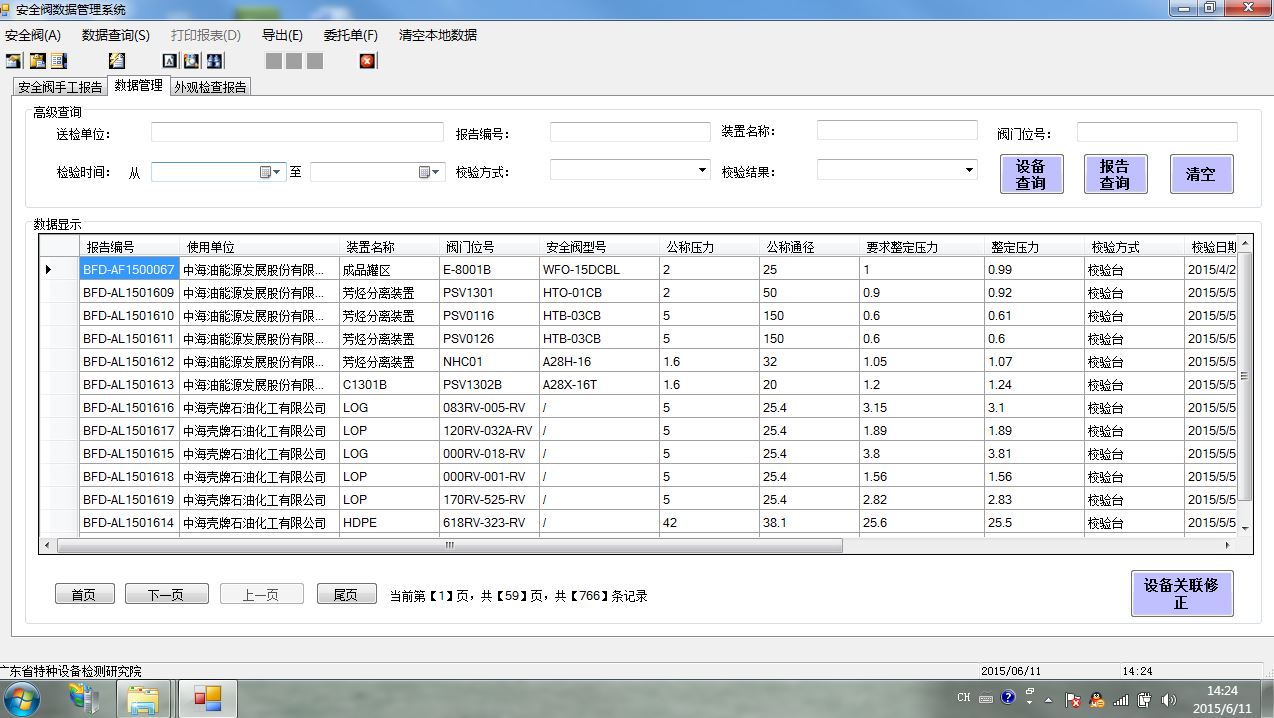 安全阀数据管理系统
安全阀(A) 数据查询(S) 打印报表(D) 导出(E) 委托单(F) 清空本地数据
安全阀手工报告 数据管理 外观检查报告
高级查询
送检单位： 报告编号： 装置名称： 阀门位号：
检验时间： 从 至 校验方式： 校验结果： 设备查询 报告查询 清空
数据显示
报告编号 使用单位 装置名称 阀门位号 安全阀型号 公称压力 公称通径 要求整定压力 整定压力 校验方式 校验日期
BFD-AF1500067 中海油能源发展股份有限... 成品罐区 E-8001B WFO-15DCBL 2 25 1 0.99 校验台 2015/4/2
BFD-AL1501609 中海油能源发展股份有限... 芳烃分离装置 PSV1301 HTO-01CB 2 50 0.9 0.92 校验台 2015/5/5
BFD-AL1501610 中海油能源发展股份有限... 芳烃分离装置 PSV0116 HTB-03CB 5 150 0.6 0.61 校验台 2015/5/5
BFD-AL1501611 中海油能源发展股份有限... 芳烃分离装置 PSV0126 HTB-03CB 5 150 0.6 0.6 校验台 2015/5/5
BFD-AL1501612 中海油能源发展股份有限... 芳烃分离装置 NHC01 A28H-16 1.6 32 1.05 1.07 校验台 2015/5/5
BFD-AL1501613 中海油能源发展股份有限... C1301B PSV1302B A28X-16T 1.6 20 1.2 1.24 校验台 2015/5/5
BFD-AL1501616 中海壳牌石油化工有限公司 LOG 083RV-005-RV / 5 25.4 3.15 3.1 校验台 2015/5/5
BFD-AL1501617 中海壳牌石油化工有限公司 LOP 120RV-032A-RV / 5 25.4 1.89 1.89 校验台 2015/5/5
BFD-AL1501615 中海壳牌石油化工有限公司 LOG 000RV-018-RV / 5 25.4 3.8 3.81 校验台 2015/5/5
BFD-AL1501618 中海壳牌石油化工有限公司 LOP 000RV-001-RV / 5 25.4 1.56 1.56 校验台 2015/5/5
BFD-AL1501619 中海壳牌石油化工有限公司 LOP 170RV-525-RV / 5 25.4 2.82 2.83 校验台 2015/5/5
BFD-AL1501614 中海壳牌石油化工有限公司 HDPE 618RV-323-RV / 42 38.1 25.6 25.5 校验台 2015/5/5
首页 下一页 上一页 尾页 当前第【1】页，共【59】页，共【766】条记录 设备关联修正
广东省特种设备检测研究院 2015/06/11 14:24
CH 14:24
2015/6/11